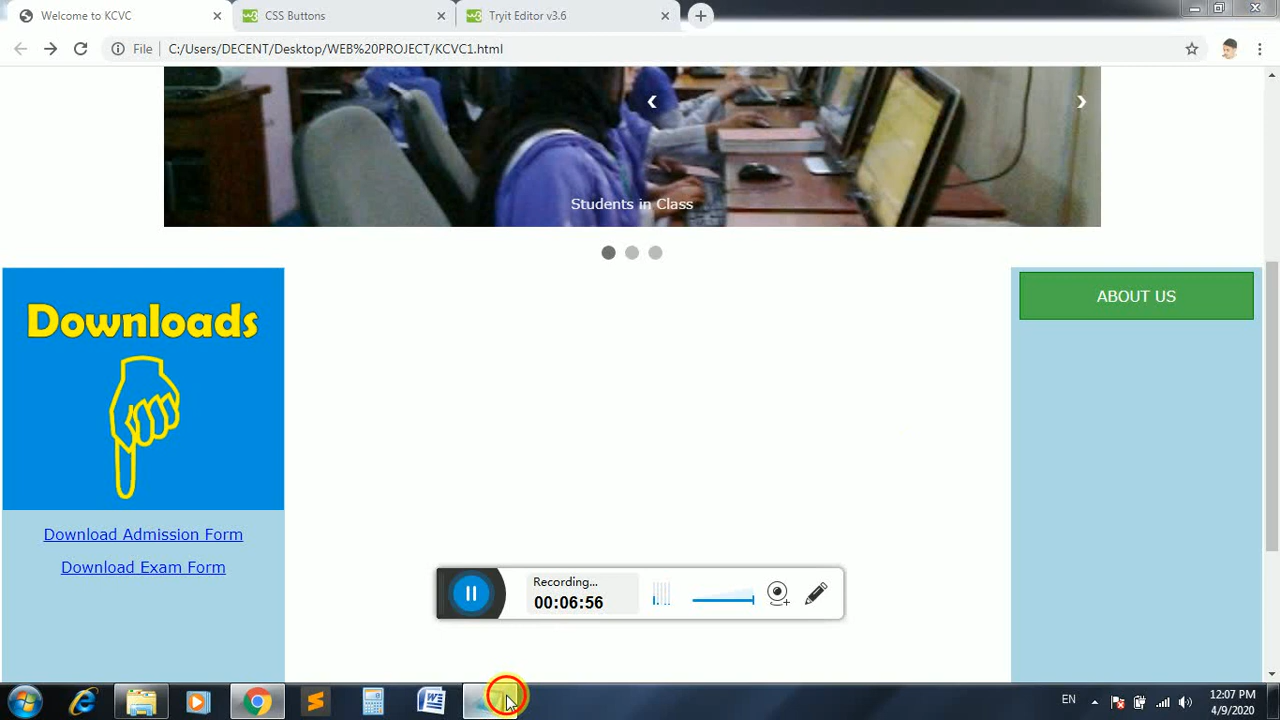 Welcome to KCVC
CSS Buttons
Tryit Editor v3.6
File
C:/Users/DECENT/Desktop/WEB%20PROJECT/KCVC1.html
Students in Class
Downloads
ABOUT US
Download Admission Form
Download Exam Form
Recording...
00:06:56
EN
12:07 PM
4/9/2020